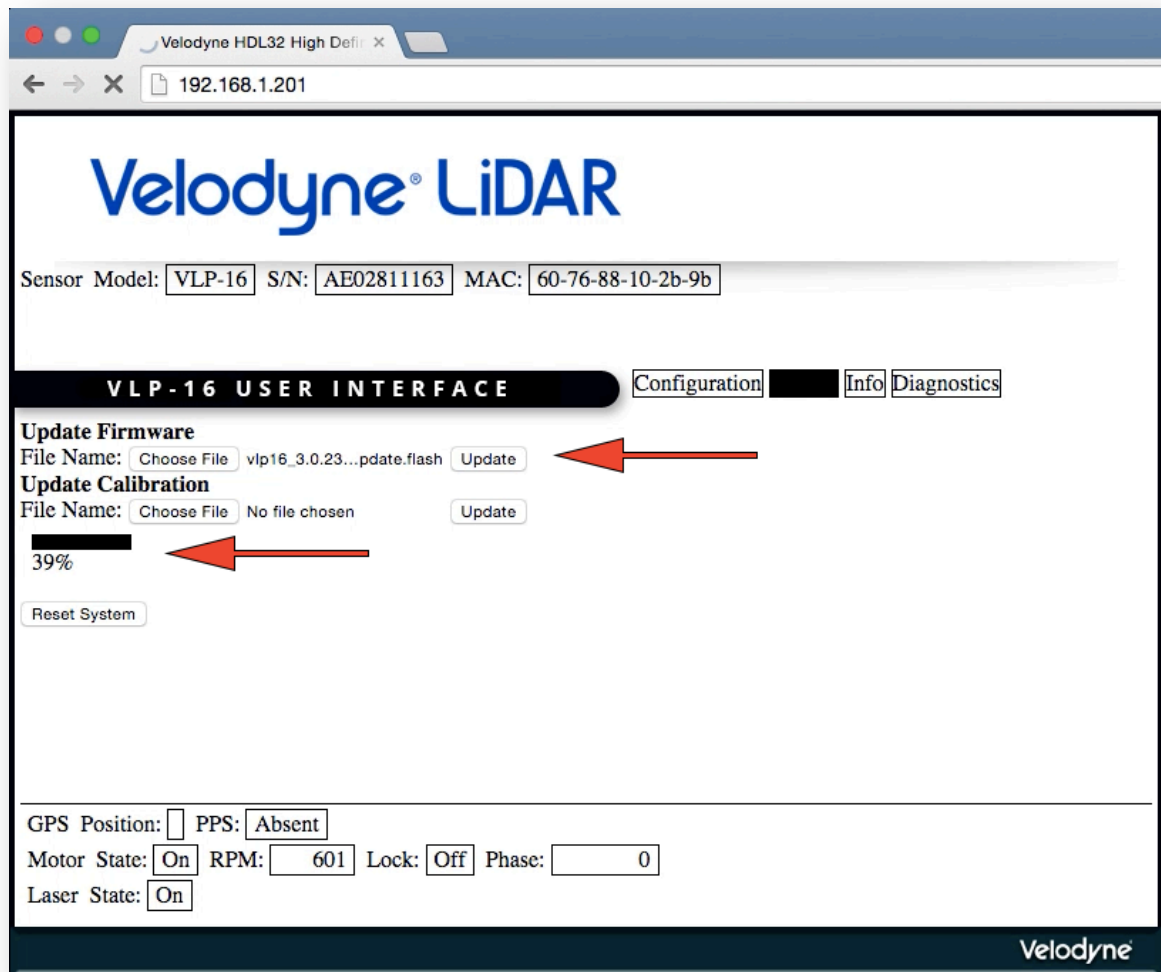 Velodyne HDL32 High Defin
192.168.1.201
Velodyne® LiDAR
Sensor Model: VLP-16 S/N: AE02811163 MAC: 60-76-88-10-2b-9b
VLP-16 USER INTERFACE Configuration Info Diagnostics
Update Firmware
File Name: Choose File vlp16_3.0.23...pdate.flash Update
Update Calibration
File Name: Choose File No file chosen Update
39%
Reset System
GPS Position: PPS: Absent
Motor State: On RPM: 601 Lock: Off Phase: 0
Laser State: On
Velodyne